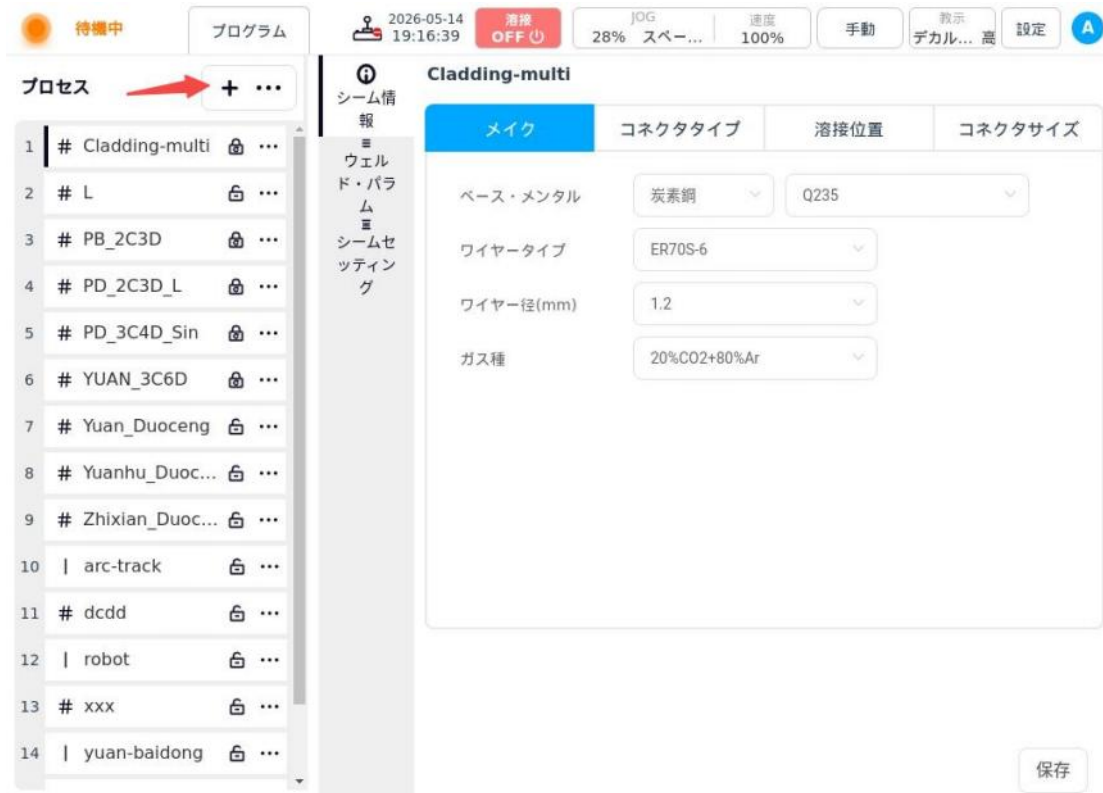 待機中
プログラム
2026-05-14
19:16:39
溶接
OFF
JOG
28% スペー...
速度
100%
手動
教示
デカル... 高
設定
A
プロセス
+ ...
1 # Cladding-multi ...
2 # L ...
3 # PB_2C3D ...
4 # PD_2C3D_L ...
5 # PD_3C4D_Sin ...
6 # YUAN_3C6D ...
7 # Yuan_Duoceng ...
8 # Yuanhu_Duoc... ...
9 # Zhixian_Duoc... ...
10 | arc-track ...
11 # dcdd ...
12 | robot ...
13 # xxx ...
14 | yuan-baidong ...
シーム情
報
ウェル
ド・パラ
ム
シームセ
ッティン
グ
Cladding-multi
メイク
コネクタタイプ
溶接位置
コネクタサイズ
ベース・メンタル 炭素鋼 Q235
ワイヤータイプ ER70S-6
ワイヤー径(mm) 1.2
ガス種 20%CO2+80%Ar
保存